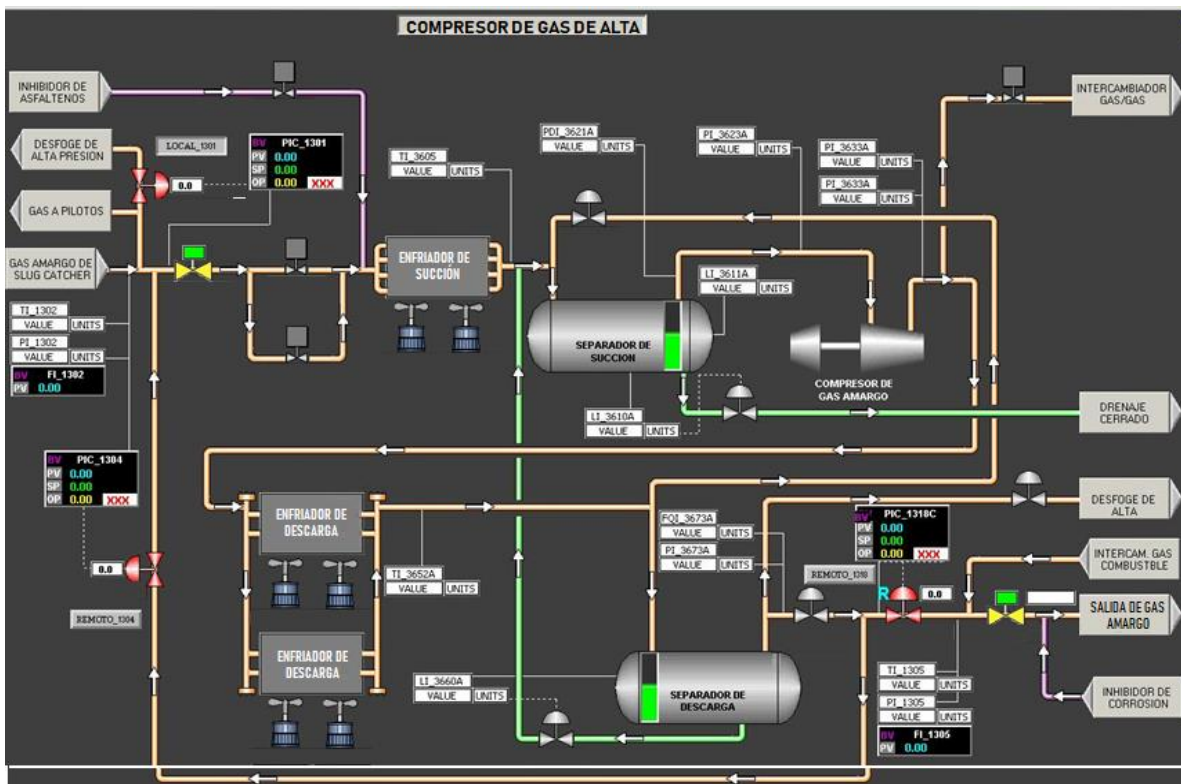 COMPRESOR DE GAS DE ALTA
INHIBIDOR DE
ASFALTENOS
DESFOGE DE
ALTA PRESION
LOCAL_1301
BV PIC_1301
PV 0.00
SP 0.00
OP 0.00 XXX
0.0
GAS A PILOTOS
GAS AMARGO DE
SLUG CATCHER
TI_1302
VALUE UNITS
PI_1302
VALUE UNITS
BV FI_1302
PV 0.00
BV PIC_1304
PV 0.00
SP 0.00
OP 0.00 XXX
0.0
REMOTO_1304
TI_3605
VALUE UNITS
ENFRIADOR DE
SUCCIÓN
PDI_3621A
VALUE UNITS
PI_3623A
VALUE UNITS
PI_3633A
VALUE UNITS
PI_3633A
VALUE UNITS
INTERCAMBIADOR
GAS/GAS
LI_3611A
VALUE UNITS
SEPARADOR DE
SUCCION
COMPRESOR DE
GAS AMARGO
LI_3610A
VALUE UNITS
DRENAJE
CERRADO
ENFRIADOR DE
DESCARGA
TI_3652A
VALUE UNITS
ENFRIADOR DE
DESCARGA
FQI_3673A
VALUE UNITS
PI_3673A
VALUE UNITS
BV PIC_1318C
PV 0.00
SP 0.00
OP 0.00 XXX
R 0.0
DESFOGE DE
ALTA
INTERCAM. GAS
COMBUSTBLE
SALIDA DE GAS
AMARGO
INHIBIDOR DE
CORROSION
LI_3660A
VALUE UNITS
SEPARADOR DE
DESCARGA
TI_1305
VALUE UNITS
PI_1305
VALUE UNITS
BV FI_1305
PV 0.00